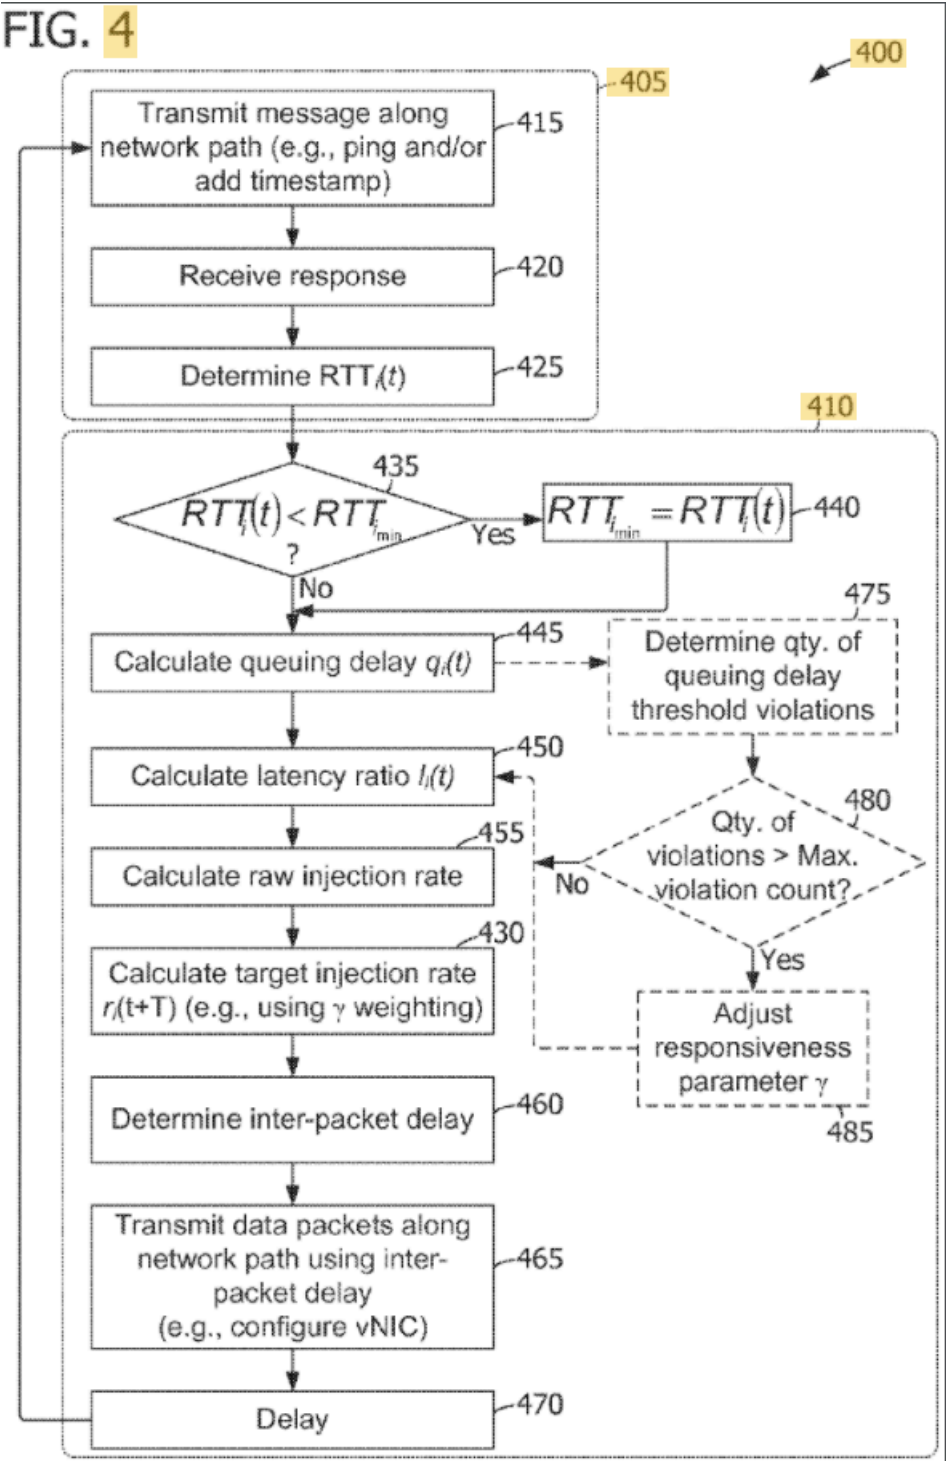 FIG. 4
400
405
Transmit message along
network path (e.g., ping and/or
add timestamp)
415
Receive response
420
Determine RTTᵢ(t)
425
410
435
RTTᵢ(t) < RTTᵢₘᵢₙ
?
Yes
RTTᵢₘᵢₙ = RTTᵢ(t)
440
No
445
Calculate queuing delay qᵢ(t)
475
Determine qty. of
queuing delay
threshold violations
450
Calculate latency ratio lᵢ(t)
480
Qty. of
violations > Max.
violation count?
No
Yes
455
Calculate raw injection rate
430
Calculate target injection rate
rᵢ(t+T) (e.g., using γ weighting)
Adjust
responsiveness
parameter γ
485
Determine inter-packet delay
460
Transmit data packets along
network path using inter-
packet delay
(e.g., configure vNIC)
465
Delay
470